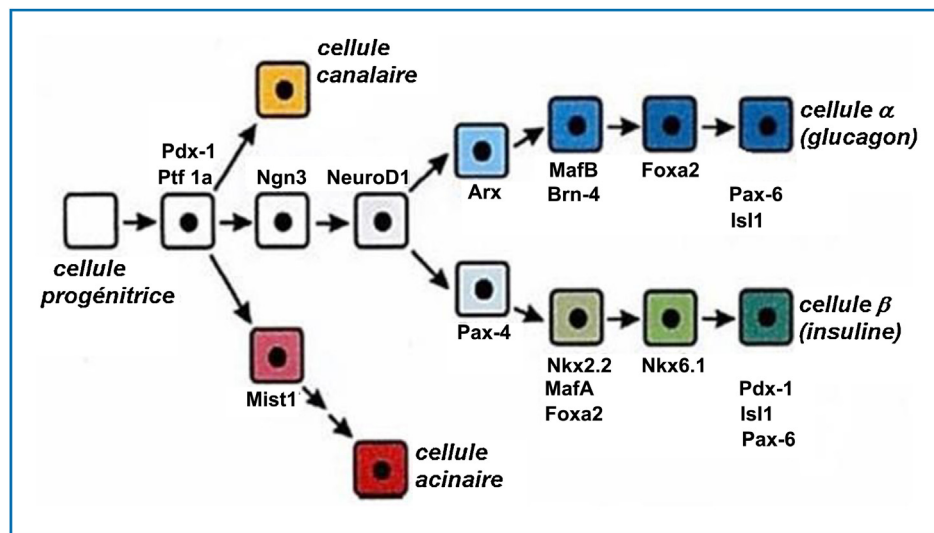 cellule
canalaire
Pdx-1
Ptf 1a
Ngn3
NeuroD1
Arx
MafB
Brn-4
Foxa2
cellule α
(glucagon)
Pax-6
Isl1
cellule
progénitrice
Pax-4
Nkx2.2
MafA
Foxa2
Nkx6.1
cellule β
(insuline)
Pdx-1
Isl1
Pax-6
Mist1
cellule
acinaire